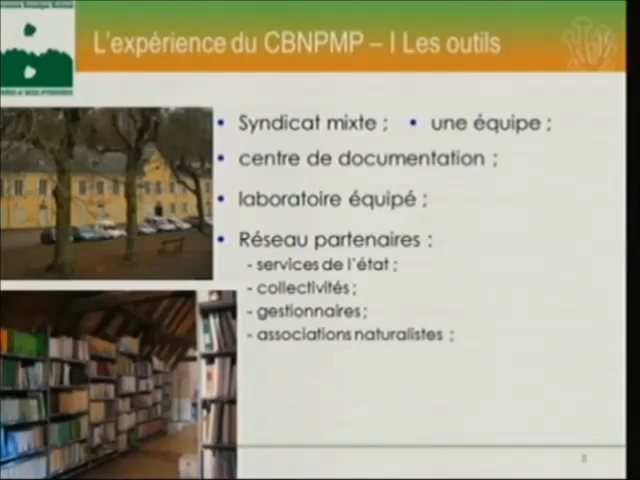 L'expérience du CBNPMP – I Les outils
• Syndicat mixte ; • une équipe ;
• centre de documentation ;
• laboratoire équipé ;
• Réseau partenaires :
- services de l'état ;
- collectivités ;
- gestionnaires ;
- associations naturalistes ;